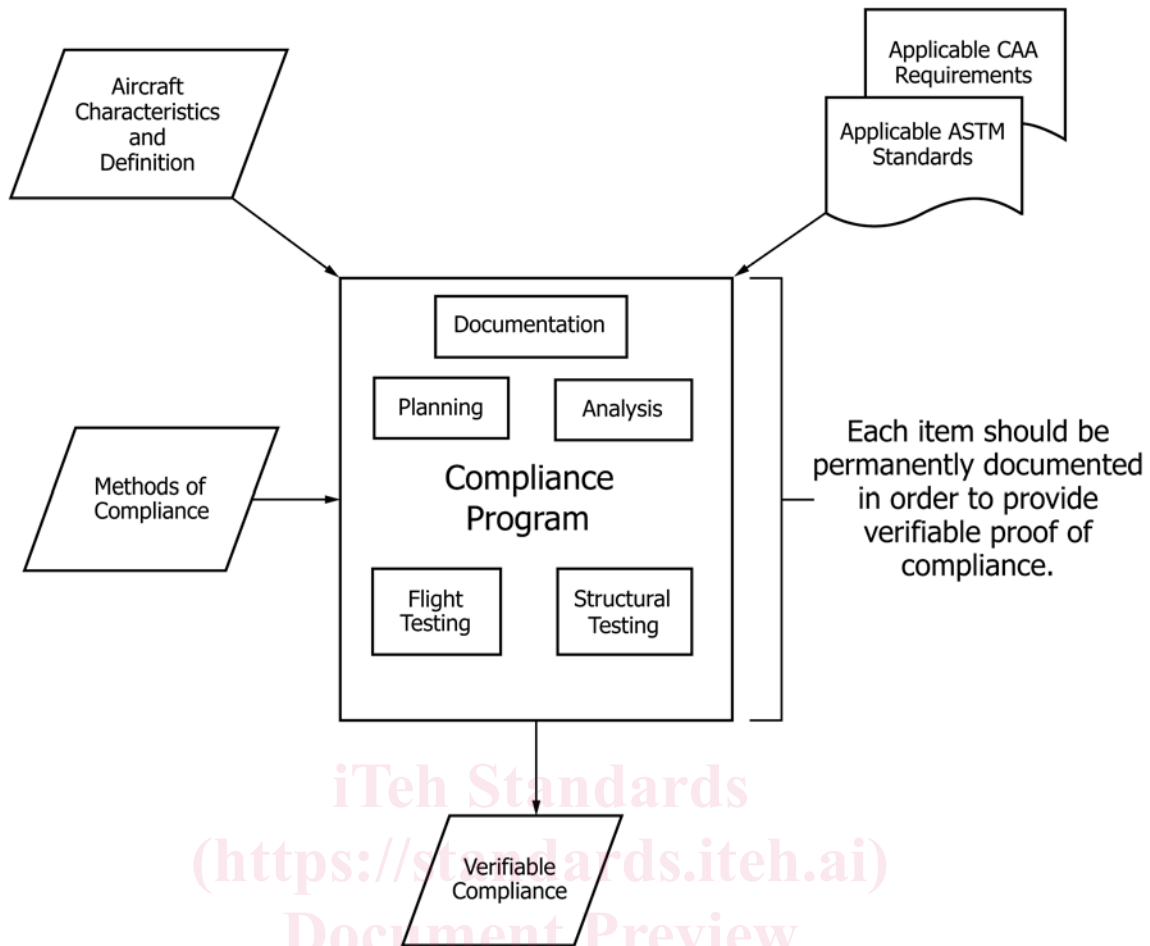 Aircraft
Characteristics
and
Definition
Applicable CAA
Requirements
Applicable ASTM
Standards
Documentation
Planning
Analysis
Methods of
Compliance
Compliance
Program
Each item should be
permanently documented
in order to provide
verifiable proof of
compliance.
Flight
Testing
Structural
Testing
iTeh Standards
(https://standards.iteh.ai)
Document Preview
Verifiable
Compliance